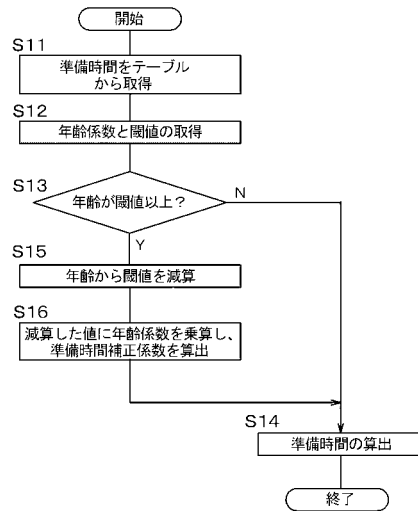 開始
S11
準備時間をテーブル
から取得
S12
年齢係数と閾値の取得
S13
年齢が閾値以上？
N
Y
S15
年齢から閾値を減算
S16
減算した値に年齢係数を乗算し、
準備時間補正係数を算出
S14
準備時間の算出
終了